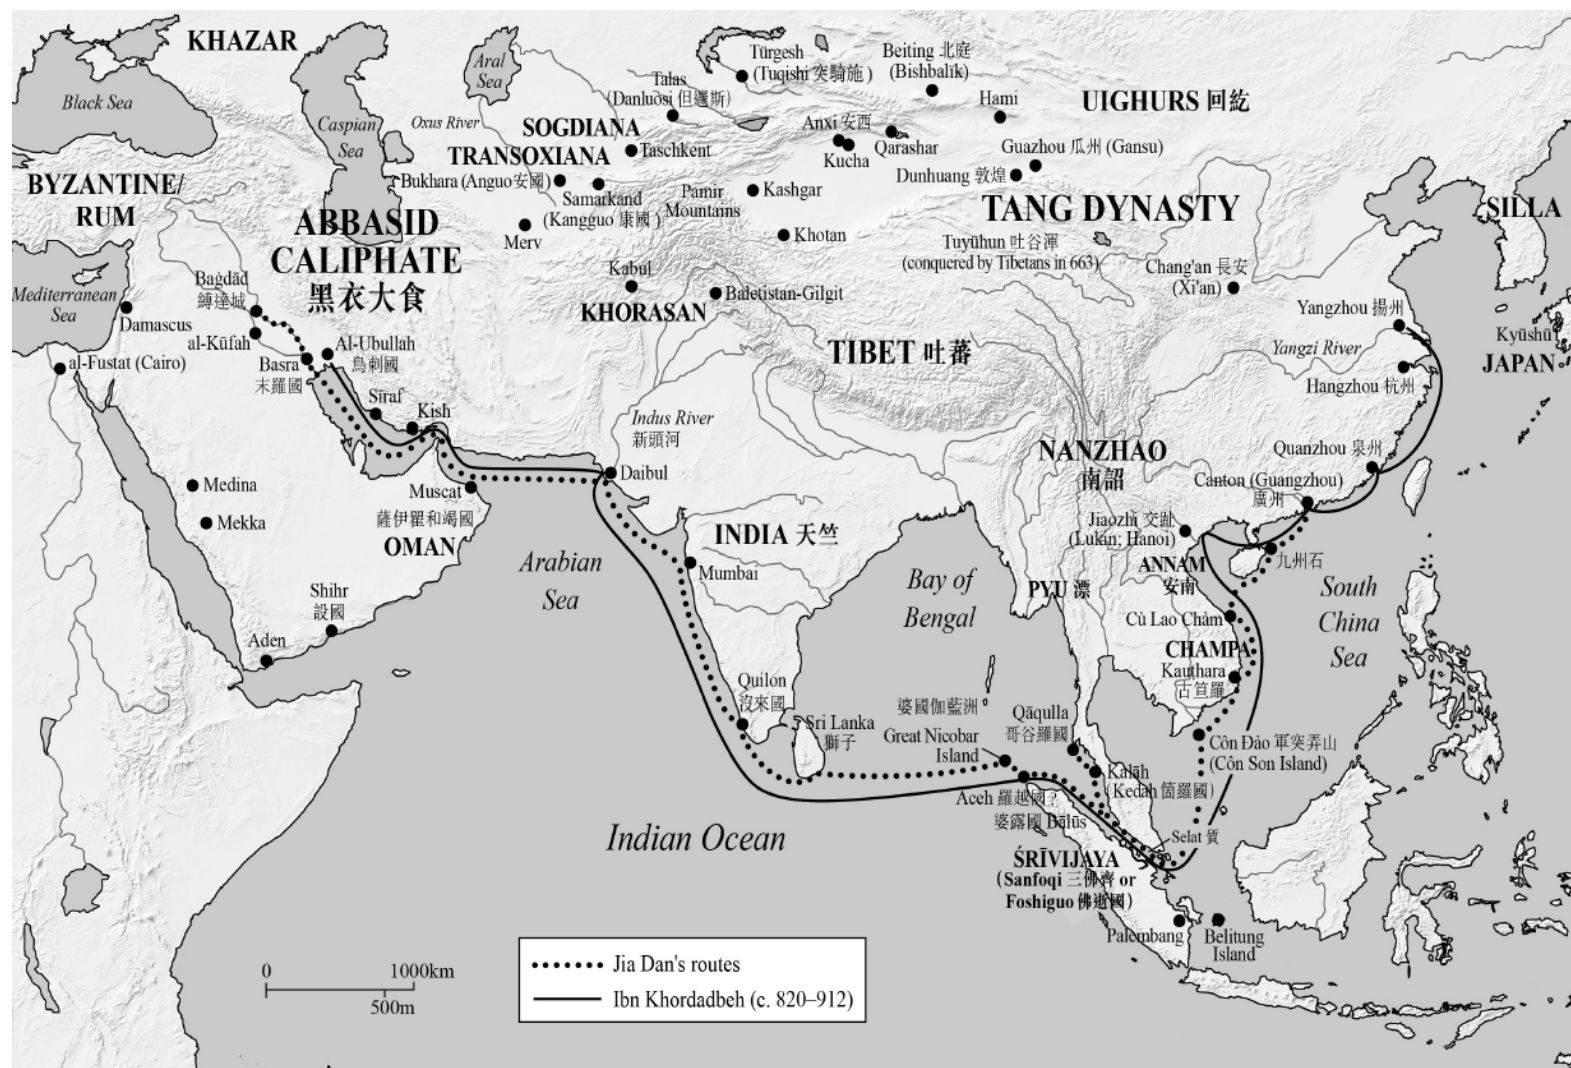 KHAZAR
Black Sea
Caspian
Sea
Aral
Sea
Oxus River
Talas
(Danluosi 但邏斯)
Türgesh
(Tuqishi 突騎施 )
Beiting 北庭
(Bishbalik)
Hami
UIGHURS 回紇
SOGDIANA
TRANSOXIANA
Taschkent
Bukhara (Anguo 安國)
Samarkand
(Kangguo 康國 )
Merv
Pamir
Mountains
Anxi 安西
Kucha
Qarashar
Kashgar
Khotan
Guazhou 瓜州 (Gansu)
Dunhuang 敦煌
TANG DYNASTY
Tuyühun 吐谷渾
(conquered by Tibetans in 663)
Chang'an 長安
(Xi'an)
SILLA
BYZANTINE/
RUM
ABBASID
CALIPHATE
黑衣大食
Mediterranean
Sea
Damascus
Baġdād
縛達城
al-Kūfah
al-Fustat (Cairo)
Basra
末羅國
Al-Ubullah
烏剌國
Sīraf
Kish
Kabul
KHORASAN
Baletistan-Gilgit
TIBET 吐蕃
Yangzhou 揚州
Yangzi River
Hangzhou 杭州
Kyūshū
JAPAN
Indus River
新頭河
Daibul
Medina
Mekka
Muscat
薩伊瞿和竭國
OMAN
Shihr
設國
Aden
Arabian
Sea
INDIA 天竺
Mumbai
Bay of
Bengal
NANZHAO
南詔
Quanzhou 泉州
Canton (Guangzhou)
廣州
Jiaozhi 交趾
(Lukin; Hanoi)
ANNAM
安南
九州石
PYU 漂
Cù Lao Chàm
CHAMPA
Kauthara
古笪羅
South
China
Sea
Quilon
沒來國
Sri Lanka
獅子
婆國伽藍洲
Great Nicobar
Island
Qāqulla
哥谷羅國
Kalāh
(Kedah 箇羅國)
Côn Đảo 軍突弄山
(Côn Son Island)
Aceh 羅越國?
婆露國 Bālūs
Selat 質
Indian Ocean
ŚRĪVIJAYA
(Sanfoqi 三佛齊 or
Foshiguo 佛逝國)
Palembang
Belitung
Island
0 1000km
500m
Jia Dan's routes
Ibn Khordadbeh (c. 820–912)